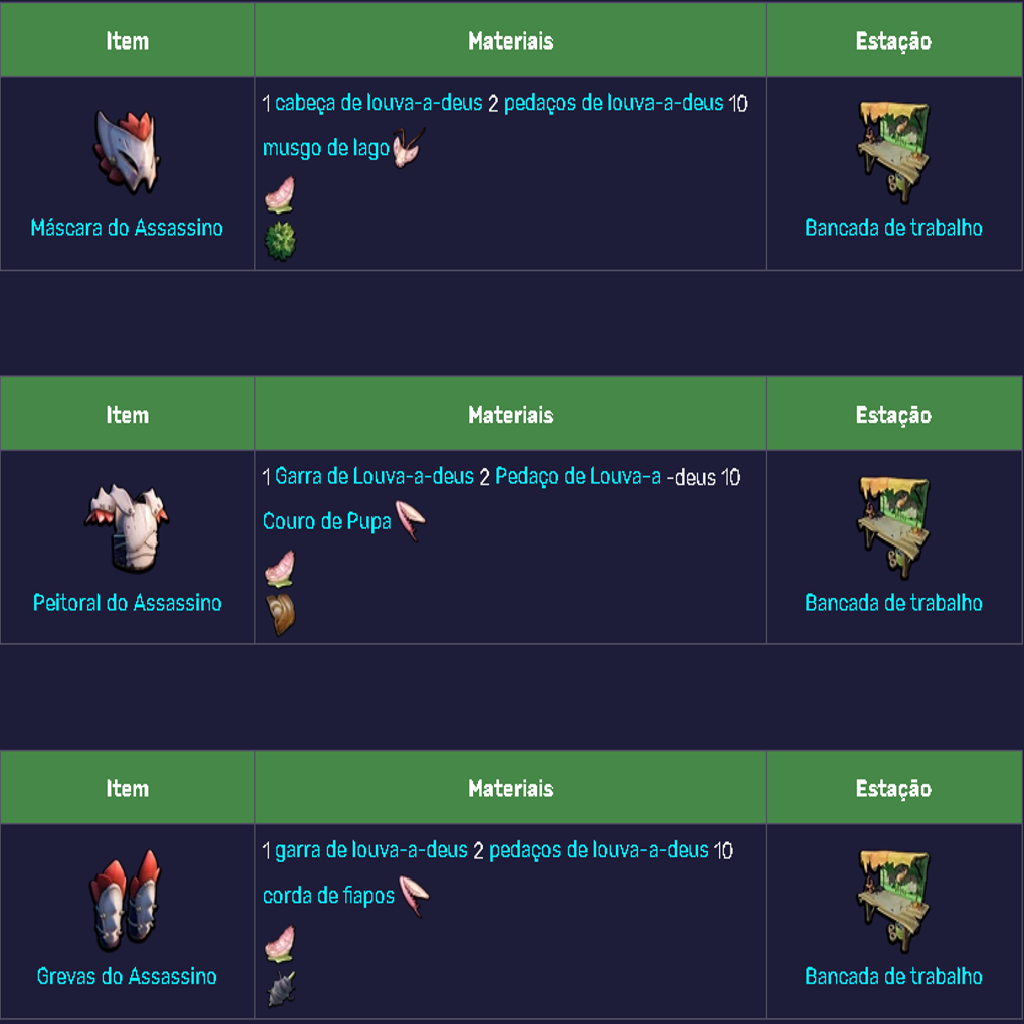 Item Materiais Estação
1 cabeça de louva-a-deus 2 pedaços de louva-a-deus 10
musgo de lago
Máscara do Assassino Bancada de trabalho
Item Materiais Estação
1 Garra de Louva-a-deus 2 Pedaço de Louva-a -deus 10
Couro de Pupa
Peitoral do Assassino Bancada de trabalho
Item Materiais Estação
1 garra de louva-a-deus 2 pedaços de louva-a-deus 10
corda de fiapos
Grevas do Assassino Bancada de trabalho